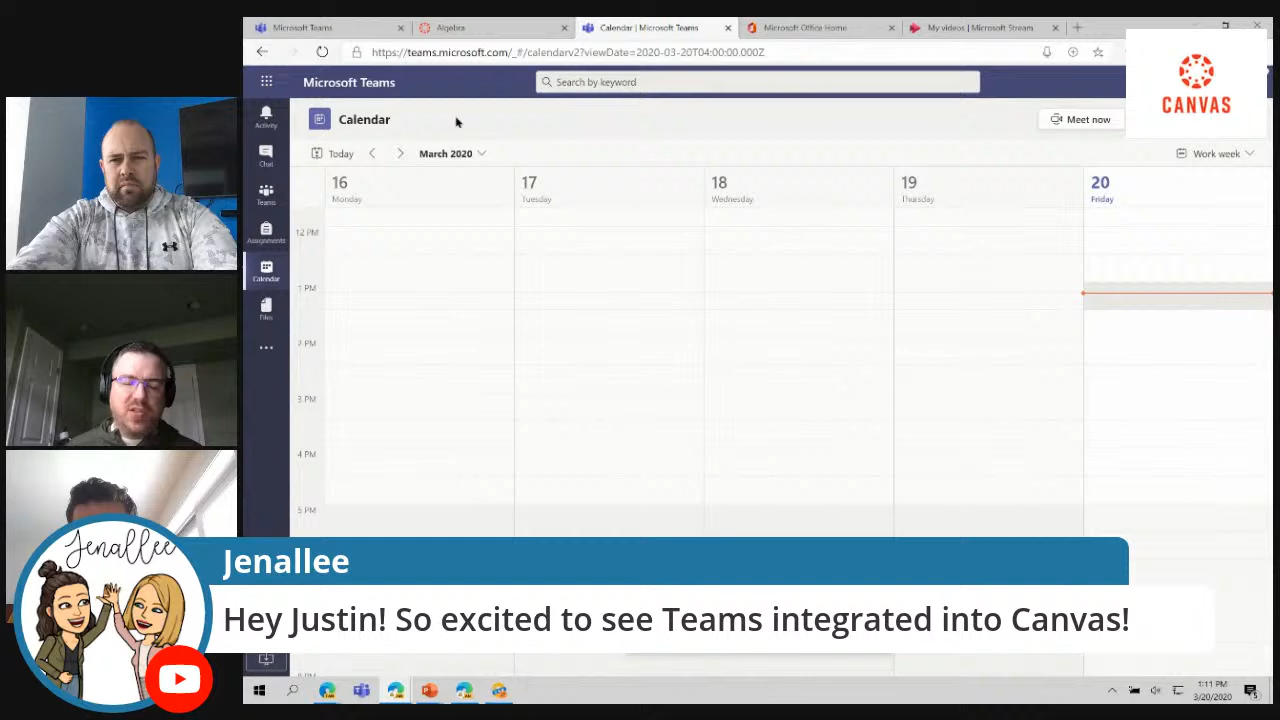 Microsoft Teams
Algebra
Calendar | Microsoft Teams
Microsoft Office Home
My videos | Microsoft Stream
https://teams.microsoft.com/_#/calendarv2?viewDate=2020-03-20T04:00:00.000Z
Microsoft Teams
Search by keyword
CANVAS
Activity
Chat
Teams
Assignments
Calendar
Files
Calendar
Meet now
Today
March 2020
Work week
16
Monday
17
Tuesday
18
Wednesday
19
Thursday
20
Friday
12 PM
1 PM
2 PM
3 PM
4 PM
5 PM
Jenallee
Jenallee
Hey Justin! So excited to see Teams integrated into Canvas!
1:11 PM
3/20/2020